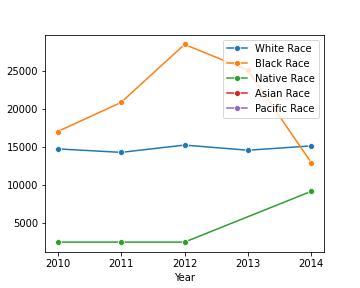 White Race
Black Race
Native Race
Asian Race
Pacific Race
25000
20000
15000
10000
5000
2010 2011 2012 2013 2014
Year